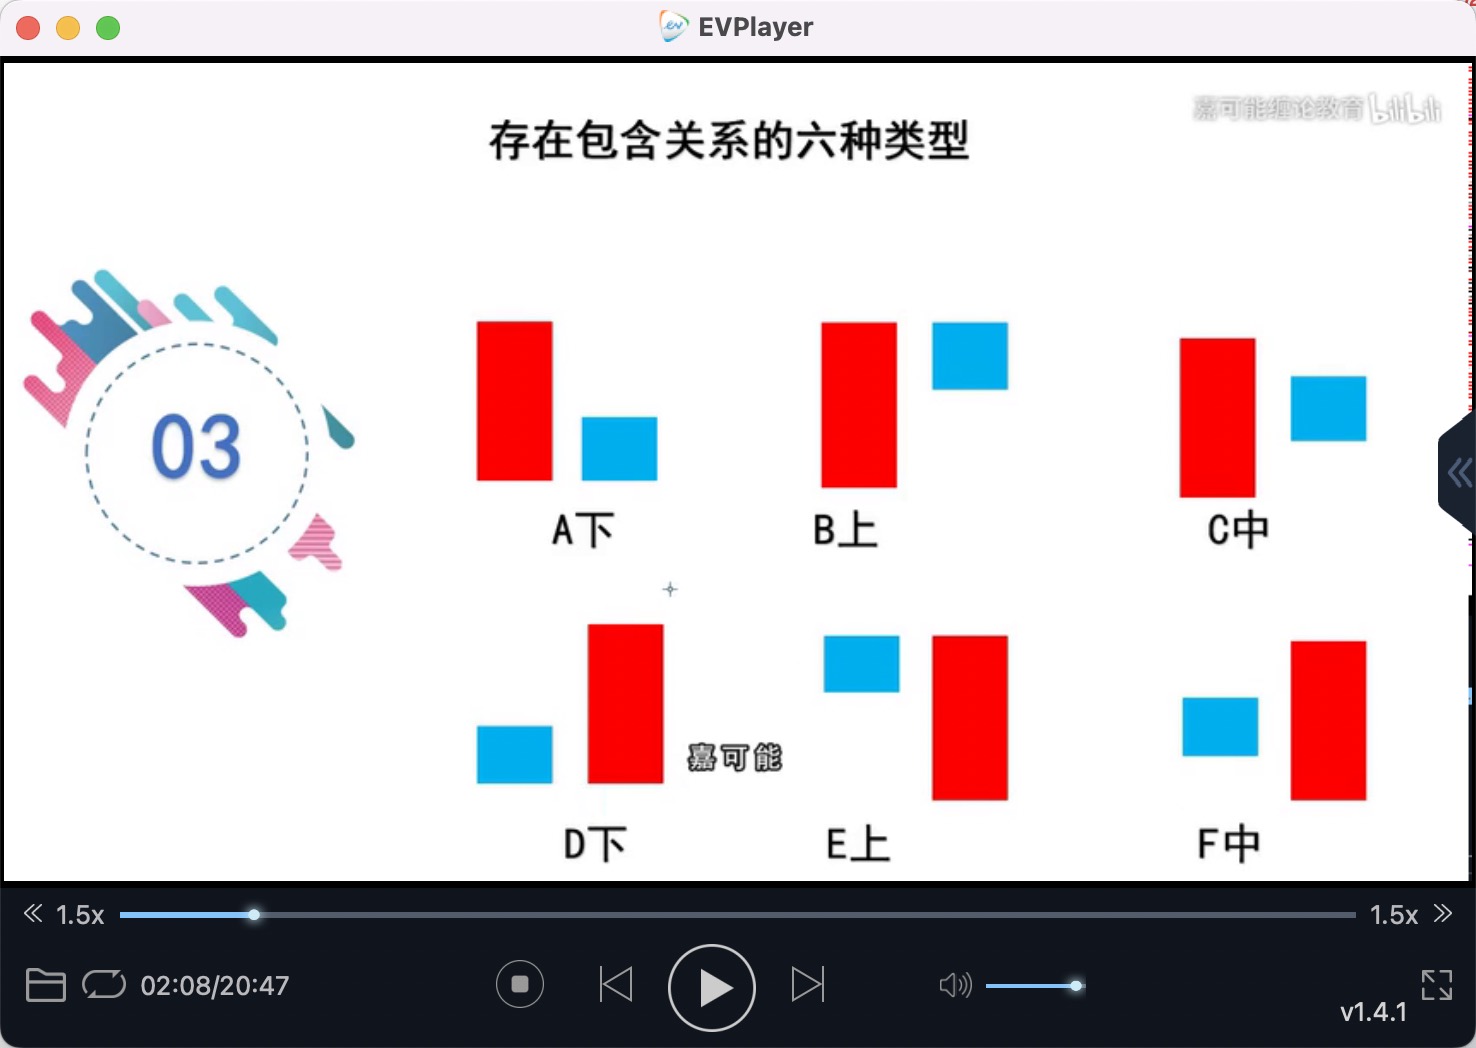 EVPlayer
嘉可能缠论教育 bilibili
存在包含关系的六种类型
03
A下
B上
C中
嘉可能
D下
E上
F中
1.5x
1.5x
02:08/20:47
v1.4.1